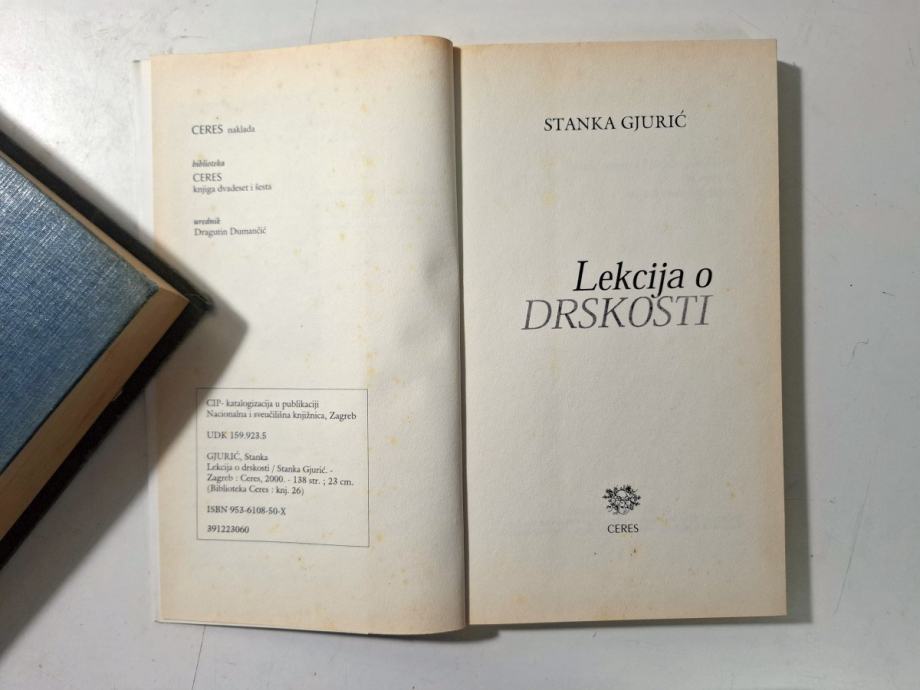 CERES naklada
biblioteka
CERES
knjiga dvadeset i šesta
urednik
Dragutin Dumančić
CIP- katalogizacija u publikaciji
Nacionalna i sveučilišna knjižnica, Zagreb
UDK 159.923.5
GJURIĆ, Stanka
Lekcija o drskosti / Stanka Gjurić. -
Zagreb : Ceres, 2000. - 138 str. ; 23 cm.
(Biblioteka Ceres : knj. 26)
ISBN 953-6108-50-X
391223060
STANKA GJURIĆ
Lekcija o
DRSKOSTI
CERES